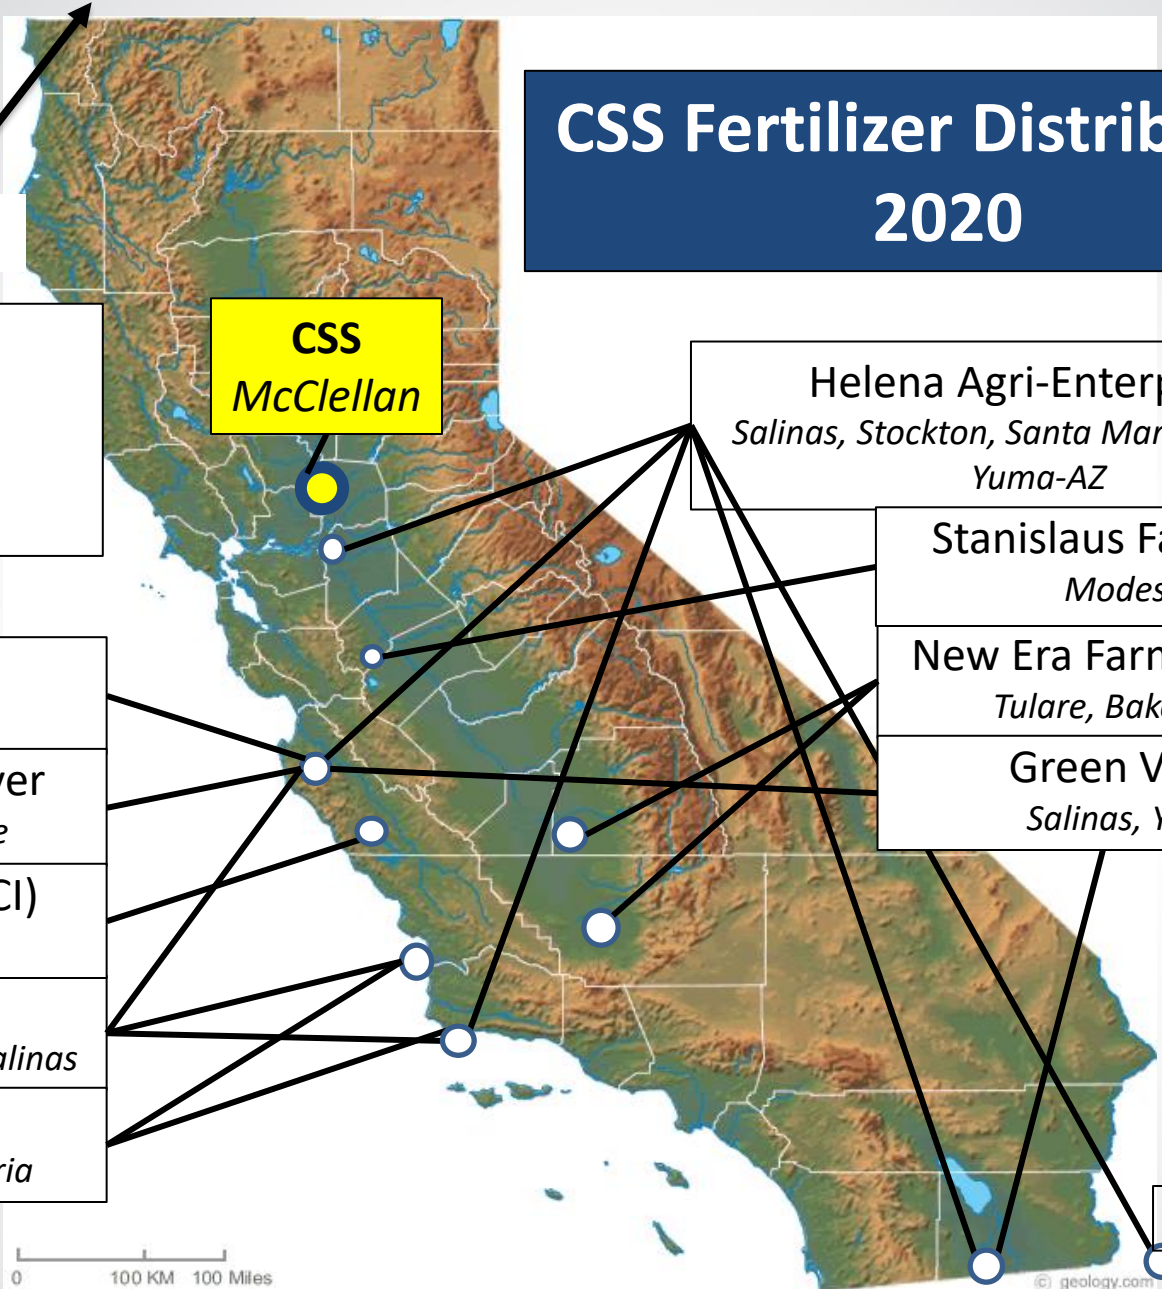 CSS Fertilizer Distrib
2020
CSS
McClellan
Helena Agri-Enterp
Salinas, Stockton, Santa Mar
Yuma-AZ
Stanislaus Fa
Modes
New Era Farm
Tulare, Bak
Green V
Salinas, Y
ver
e
CI)
alinas
ria
0 100 KM 100 Miles
© geology.com